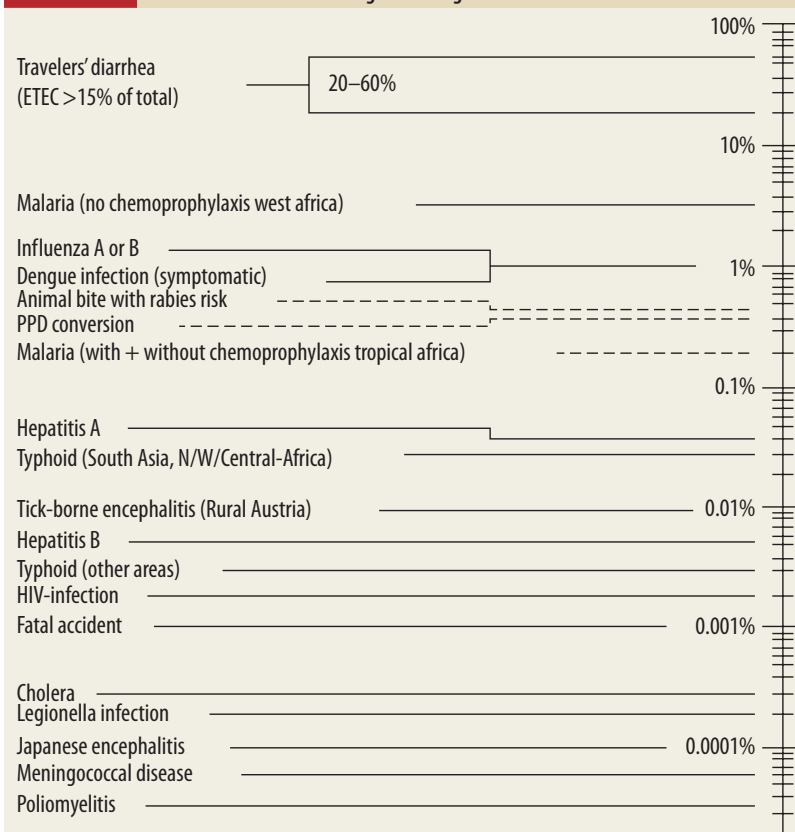 100%
Travelers' diarrhea
(ETEC >15% of total)
20–60%
10%
Malaria (no chemoprophylaxis west africa)
Influenza A or B
1%
Dengue infection (symptomatic)
Animal bite with rabies risk
PPD conversion
Malaria (with + without chemoprophylaxis tropical africa)
0.1%
Hepatitis A
Typhoid (South Asia, N/W/Central-Africa)
Tick-borne encephalitis (Rural Austria)
0.01%
Hepatitis B
Typhoid (other areas)
HIV-infection
Fatal accident
0.001%
Cholera
Legionella infection
Japanese encephalitis
0.0001%
Meningococcal disease
Poliomyelitis